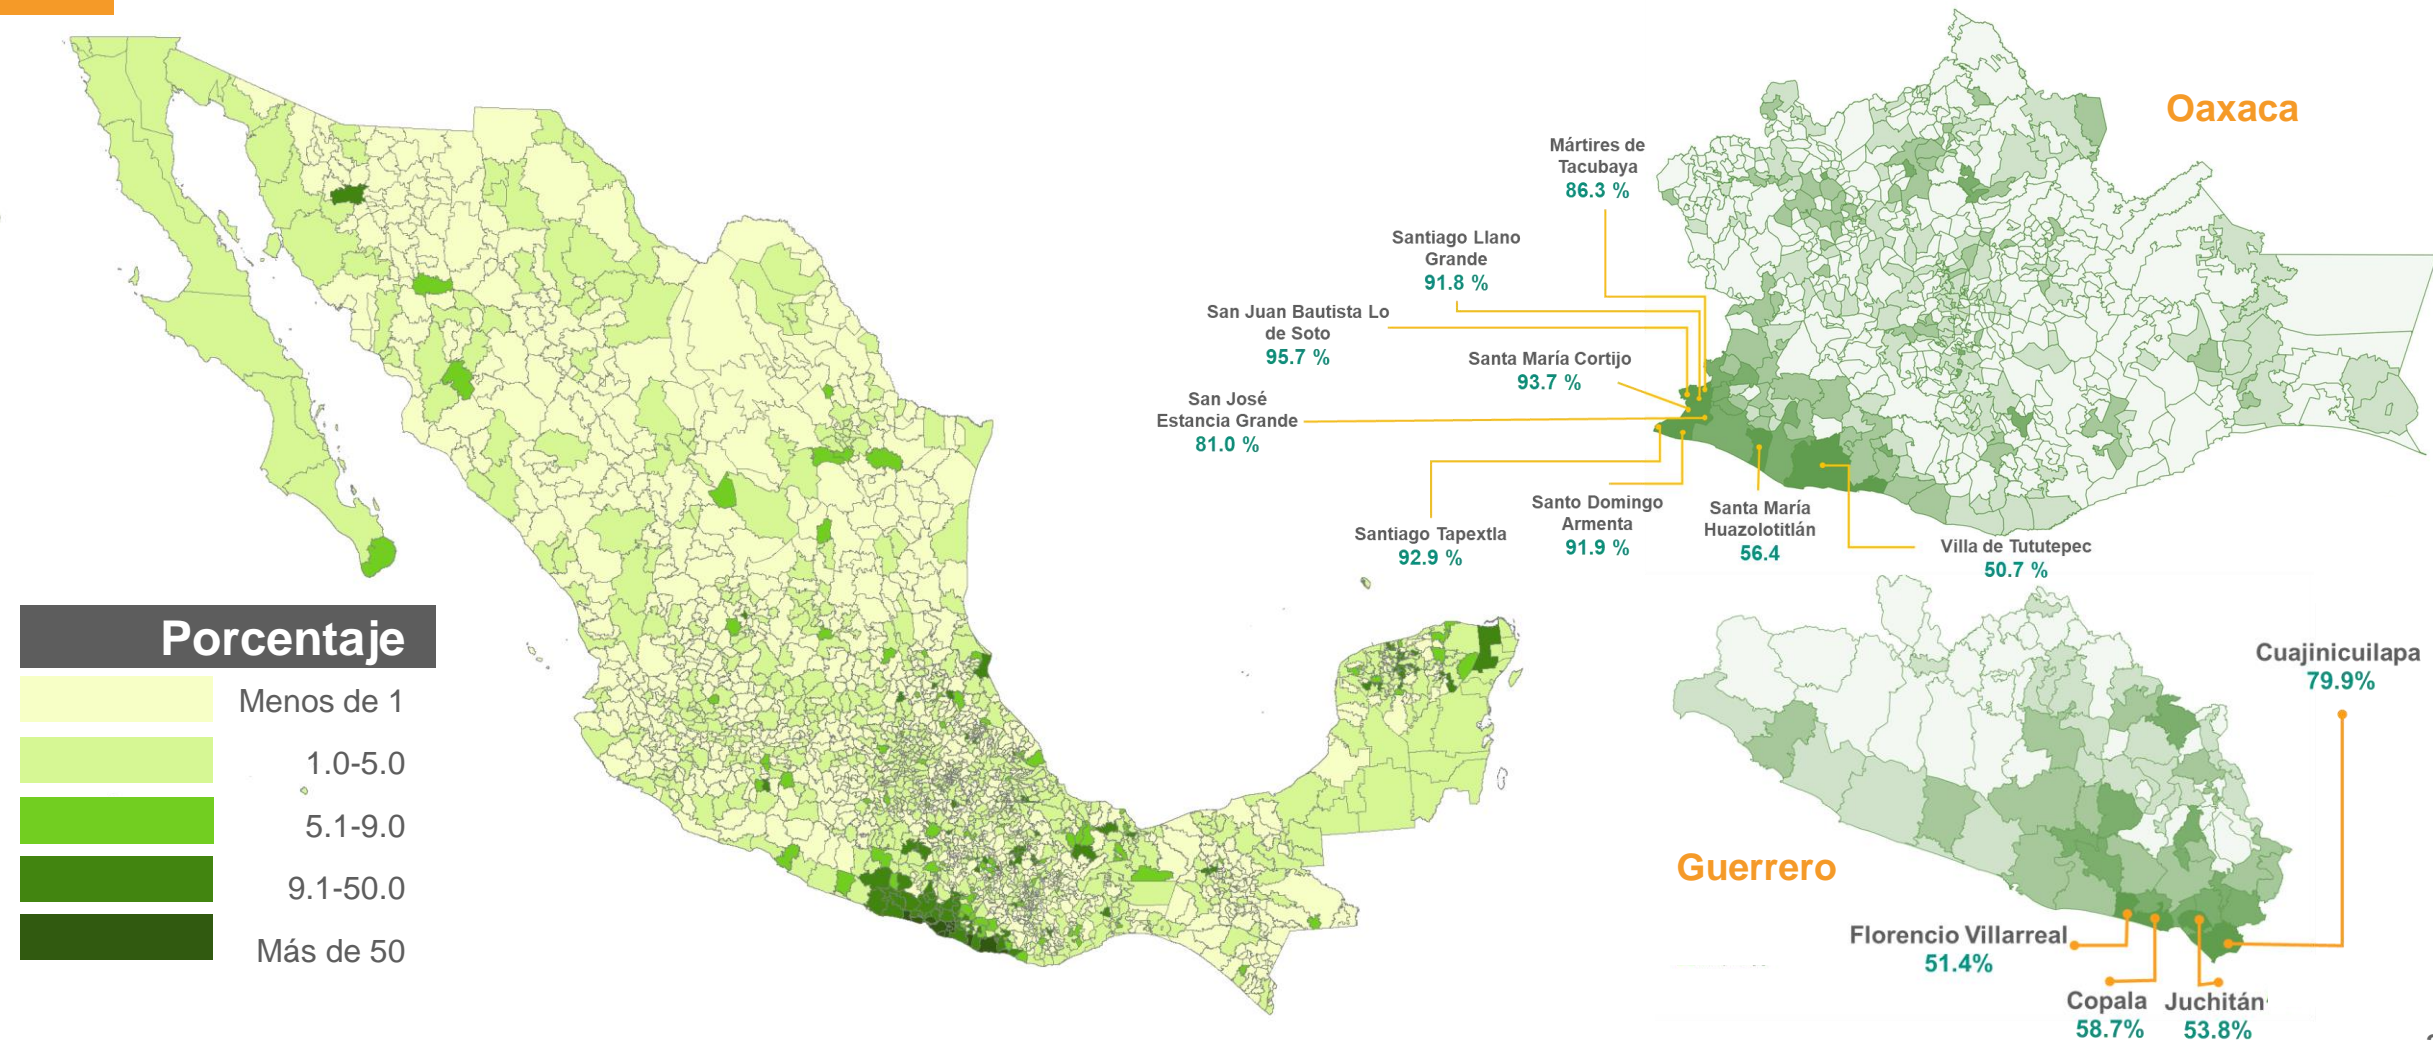 Porcentaje
Menos de 1
1.0-5.0
5.1-9.0
9.1-50.0
Más de 50
Oaxaca
Mártires de
Tacubaya
86.3 %
Santiago Llano
Grande
91.8 %
San Juan Bautista Lo
de Soto
95.7 %
Santa María Cortijo
93.7 %
San José
Estancia Grande
81.0 %
Santiago Tapextla
92.9 %
Santo Domingo
Armenta
91.9 %
Santa María
Huazolotitlán
56.4
Villa de Tututepec
50.7 %
Guerrero
Cuajinicuilapa
79.9%
Florencio Villarreal
51.4%
Copala
58.7%
Juchitán
53.8%